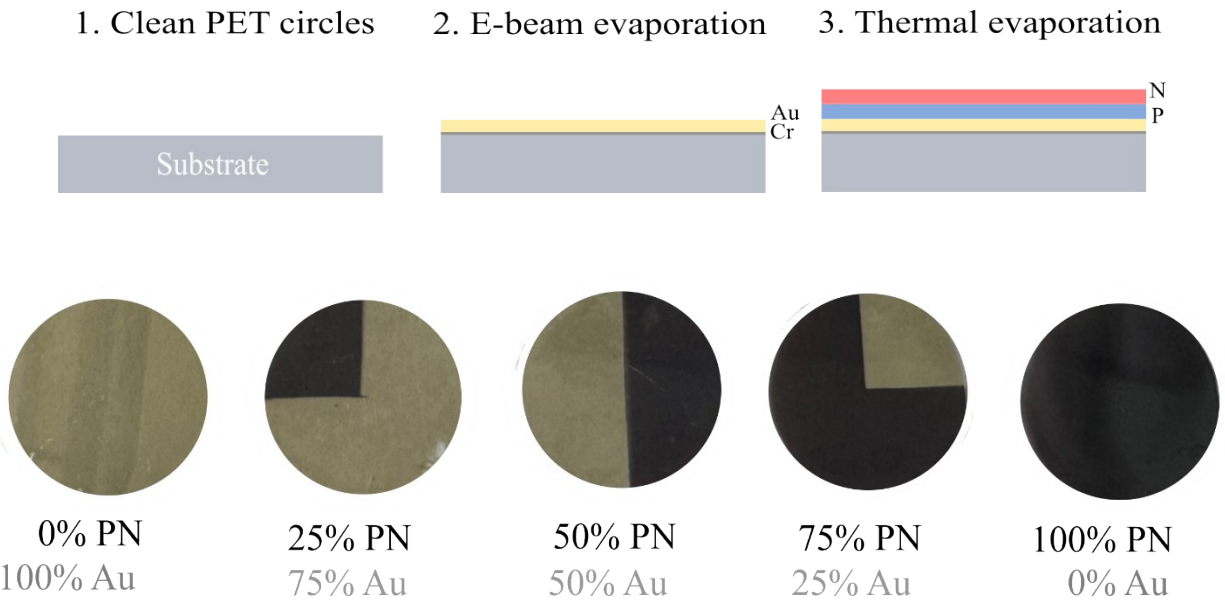 1. Clean PET circles
2. E-beam evaporation
3. Thermal evaporation
Substrate
Au
Cr
N
P
0% PN
100% Au
25% PN
75% Au
50% PN
50% Au
75% PN
25% Au
100% PN
0% Au